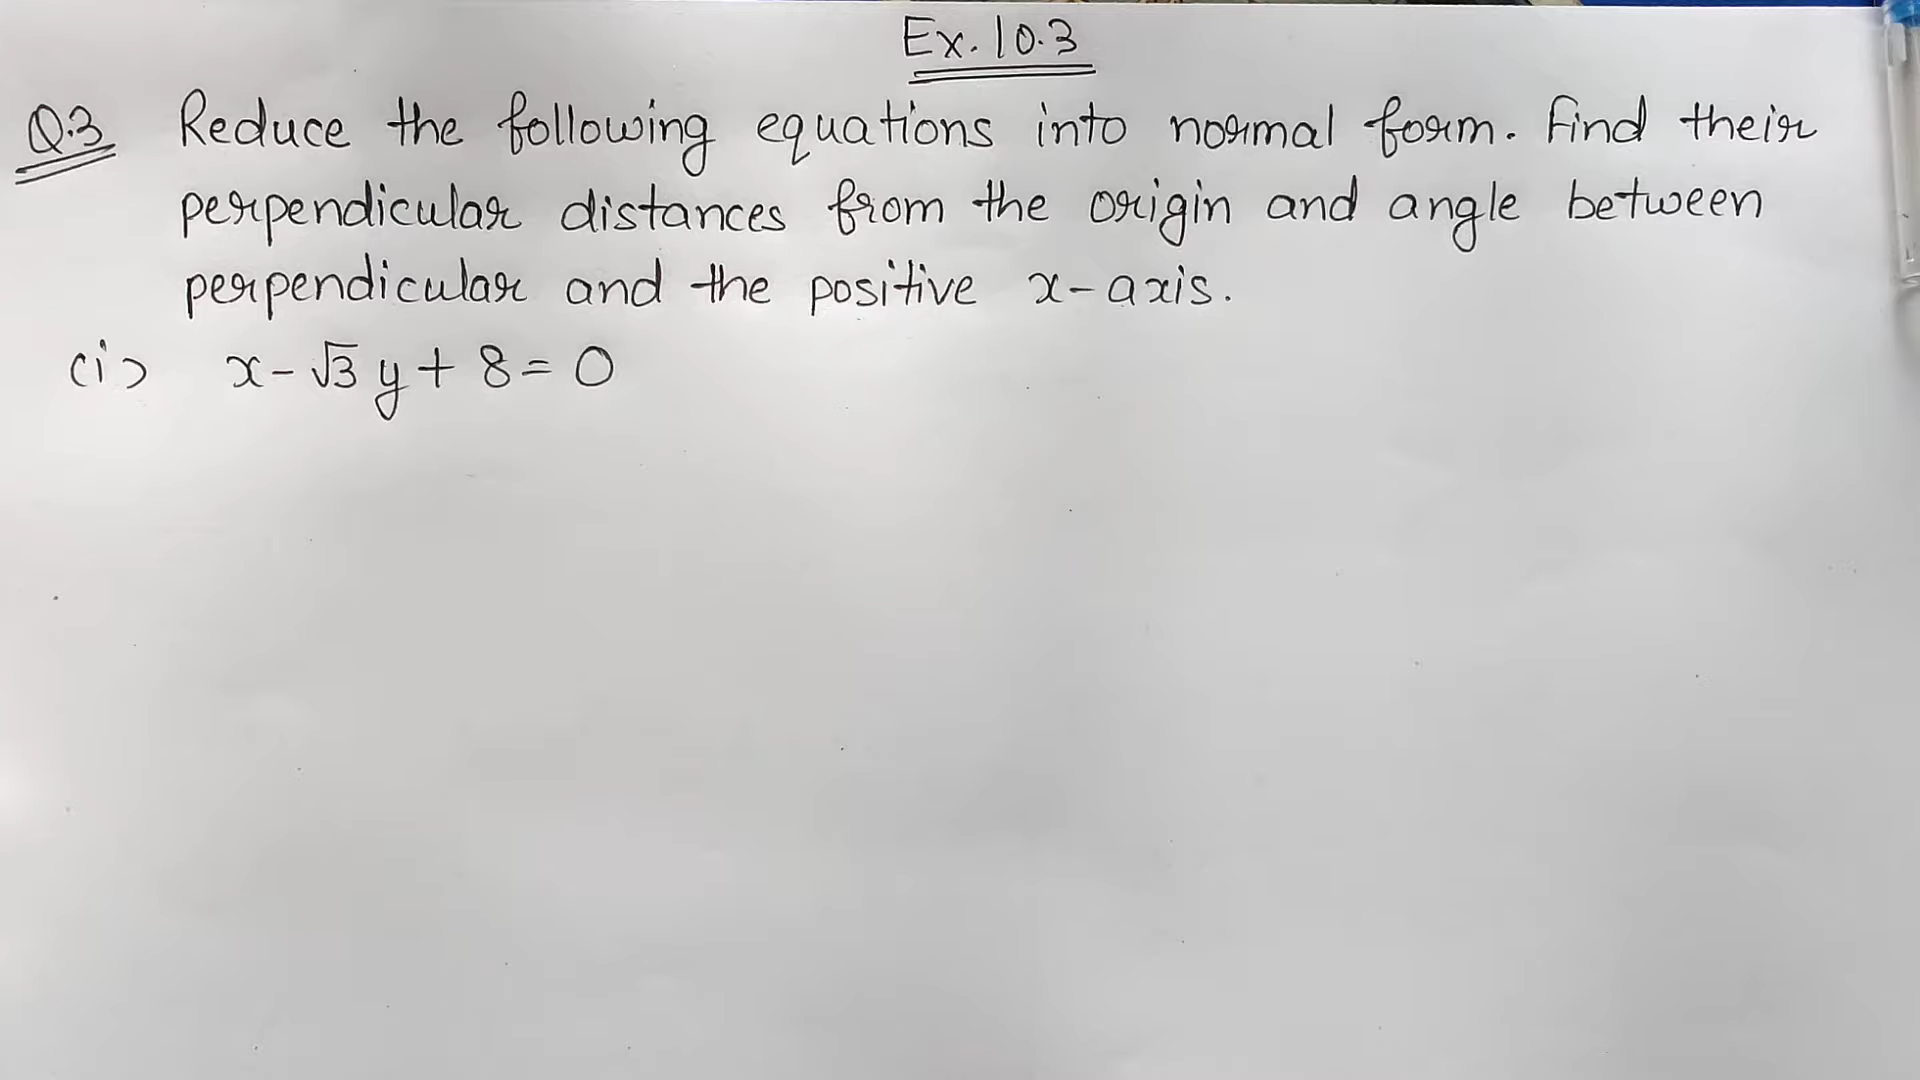 Ex. 10.3
Q.3 Reduce the following equations into normal form. Find their
perpendicular distances from the origin and angle between
perpendicular and the positive x-axis.
(i) x - √3 y + 8 = 0